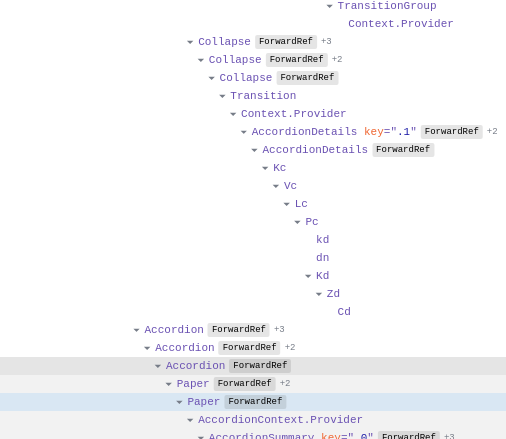 TransitionGroup
Context.Provider
Collapse ForwardRef +3
Collapse ForwardRef +2
Collapse ForwardRef
Transition
Context.Provider
AccordionDetails key=".1" ForwardRef +2
AccordionDetails ForwardRef
Kc
Vc
Lc
Pc
kd
dn
Kd
Zd
Cd
Accordion ForwardRef +3
Accordion ForwardRef +2
Accordion ForwardRef
Paper ForwardRef +2
Paper ForwardRef
AccordionContext.Provider
AccordionSummary key=".0" ForwardRef +3